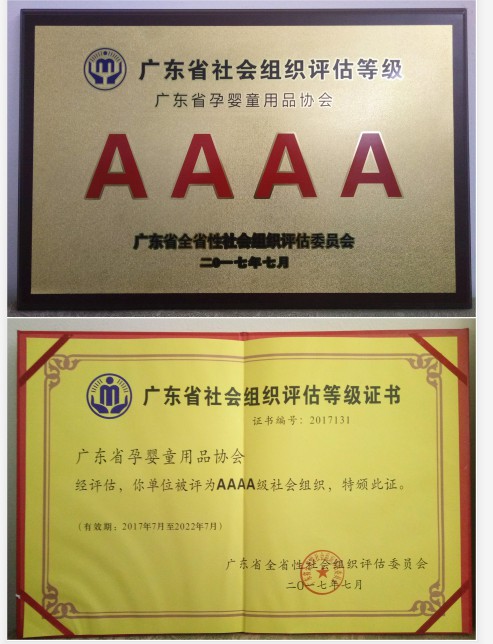 广东省社会组织评估等级
广东省孕婴童用品协会
AAAA
广东省全省性社会组织评估委员会
二〇一七年七月
广东省社会组织评估等级证书
证书编号：2017131
广东省孕婴童用品协会
经评估，你单位被评为AAAA级社会组织，特颁此证。
（有效期：2017年7月至2022年7月）
广东省全省性社会组织评估委员会
二〇一七年七月